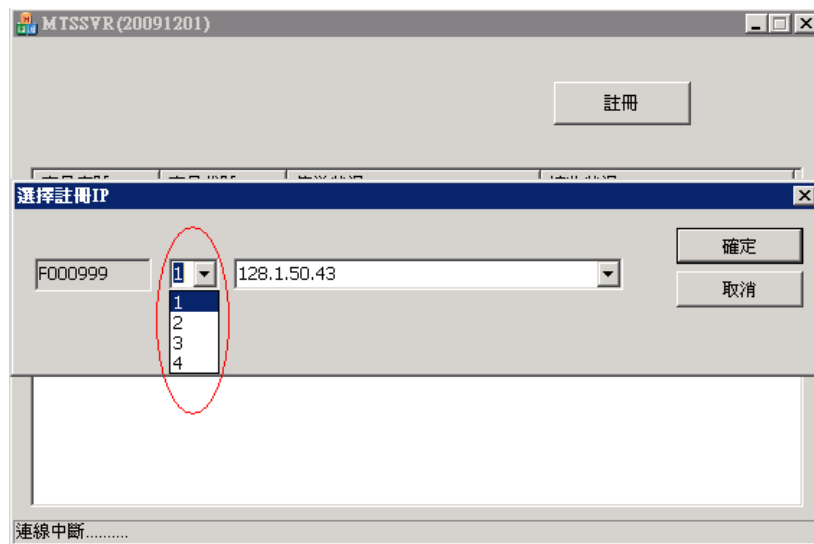 MTSSVR(20091201)
註冊
選擇註冊IP
F000999
1
128.1.50.43
確定
取消
1
2
3
4
連線中斷..........